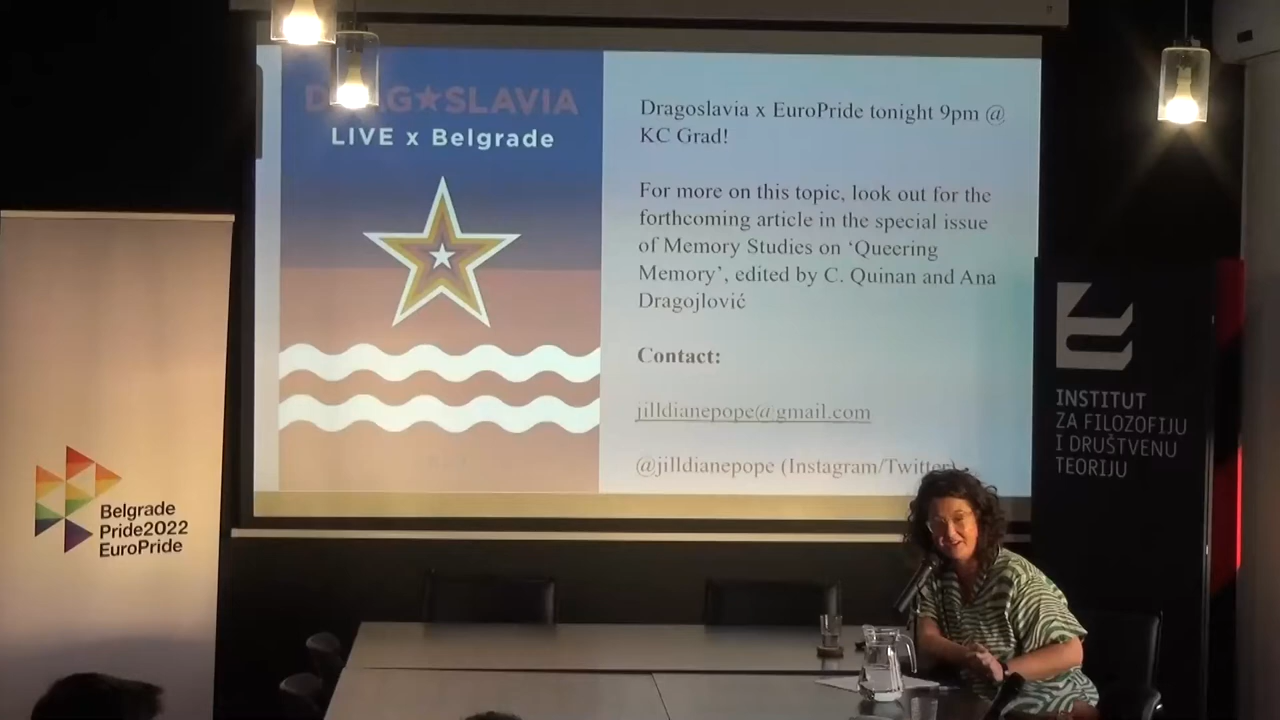 DRAG★SLAVIA
LIVE x Belgrade
Dragoslavia x EuroPride tonight 9pm @
KC Grad!
For more on this topic, look out for the
forthcoming article in the special issue
of Memory Studies on ‘Queering
Memory’, edited by C. Quinan and Ana
Dragojlović
Contact:
jilldianepope@gmail.com
@jilldianepope (Instagram/Twitter)
Belgrade
Pride2022
EuroPride
INSTITUT
ZA FILOZOFIJU
I DRUŠTVENU
TEORIJU